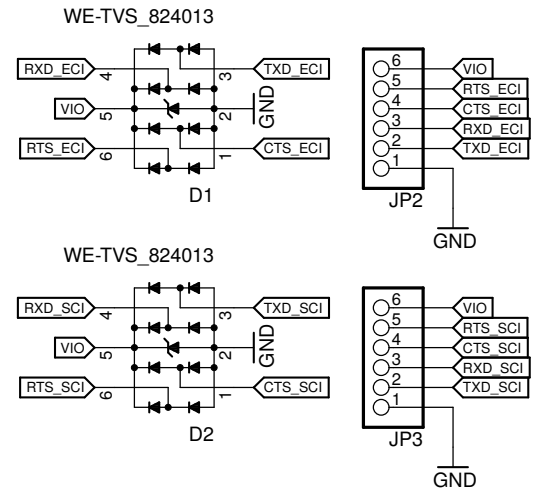 WE-TVS_824013
RXD_ECI 4 3 TXD_ECI
VIO 5 2 GND
RTS_ECI 6 1 CTS_ECI
D1
6 VIO
5 RTS_ECI
4 CTS_ECI
3 RXD_ECI
2 TXD_ECI
1
JP2
GND
WE-TVS_824013
RXD_SCI 4 3 TXD_SCI
VIO 5 2 GND
RTS_SCI 6 1 CTS_SCI
D2
6 VIO
5 RTS_SCI
4 CTS_SCI
3 RXD_SCI
2 TXD_SCI
1
JP3
GND